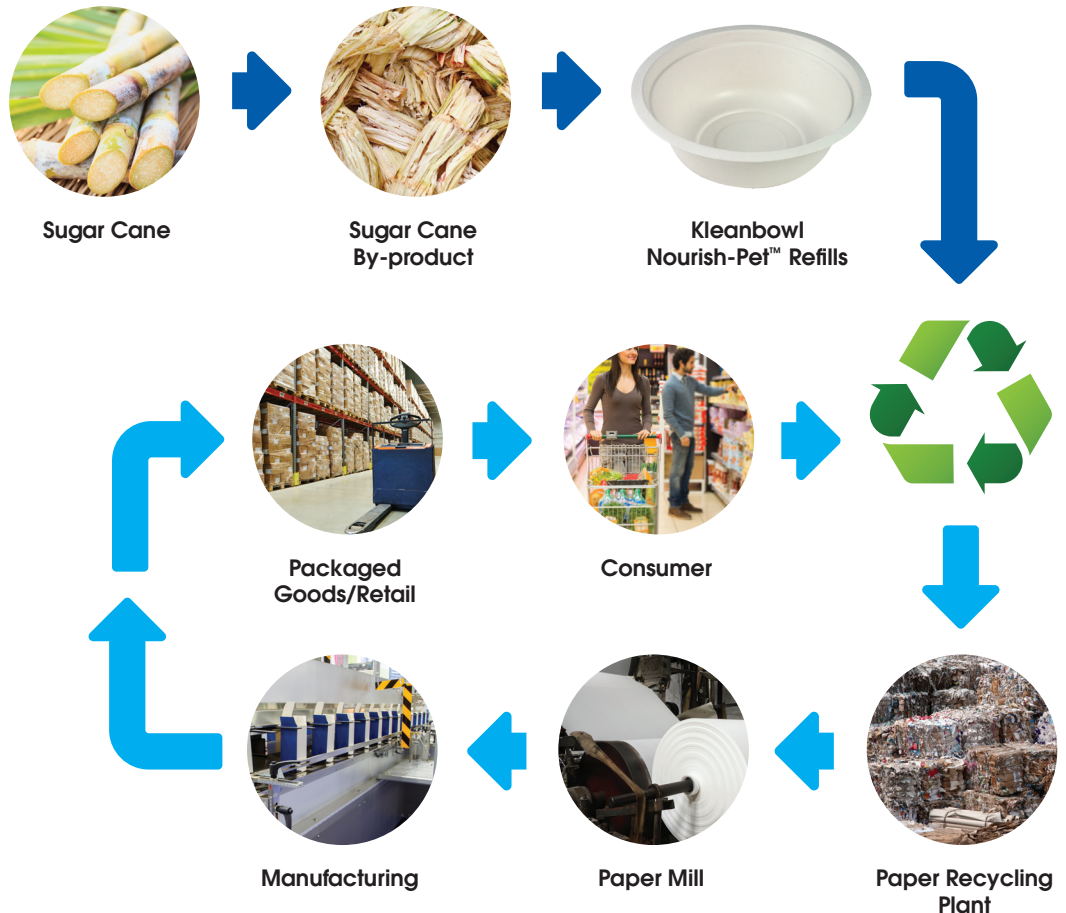 Sugar Cane
Sugar Cane
By-product
Kleanbowl
Nourish-Pet™ Refills
Packaged
Goods/Retail
Consumer
Manufacturing
Paper Mill
Paper Recycling
Plant